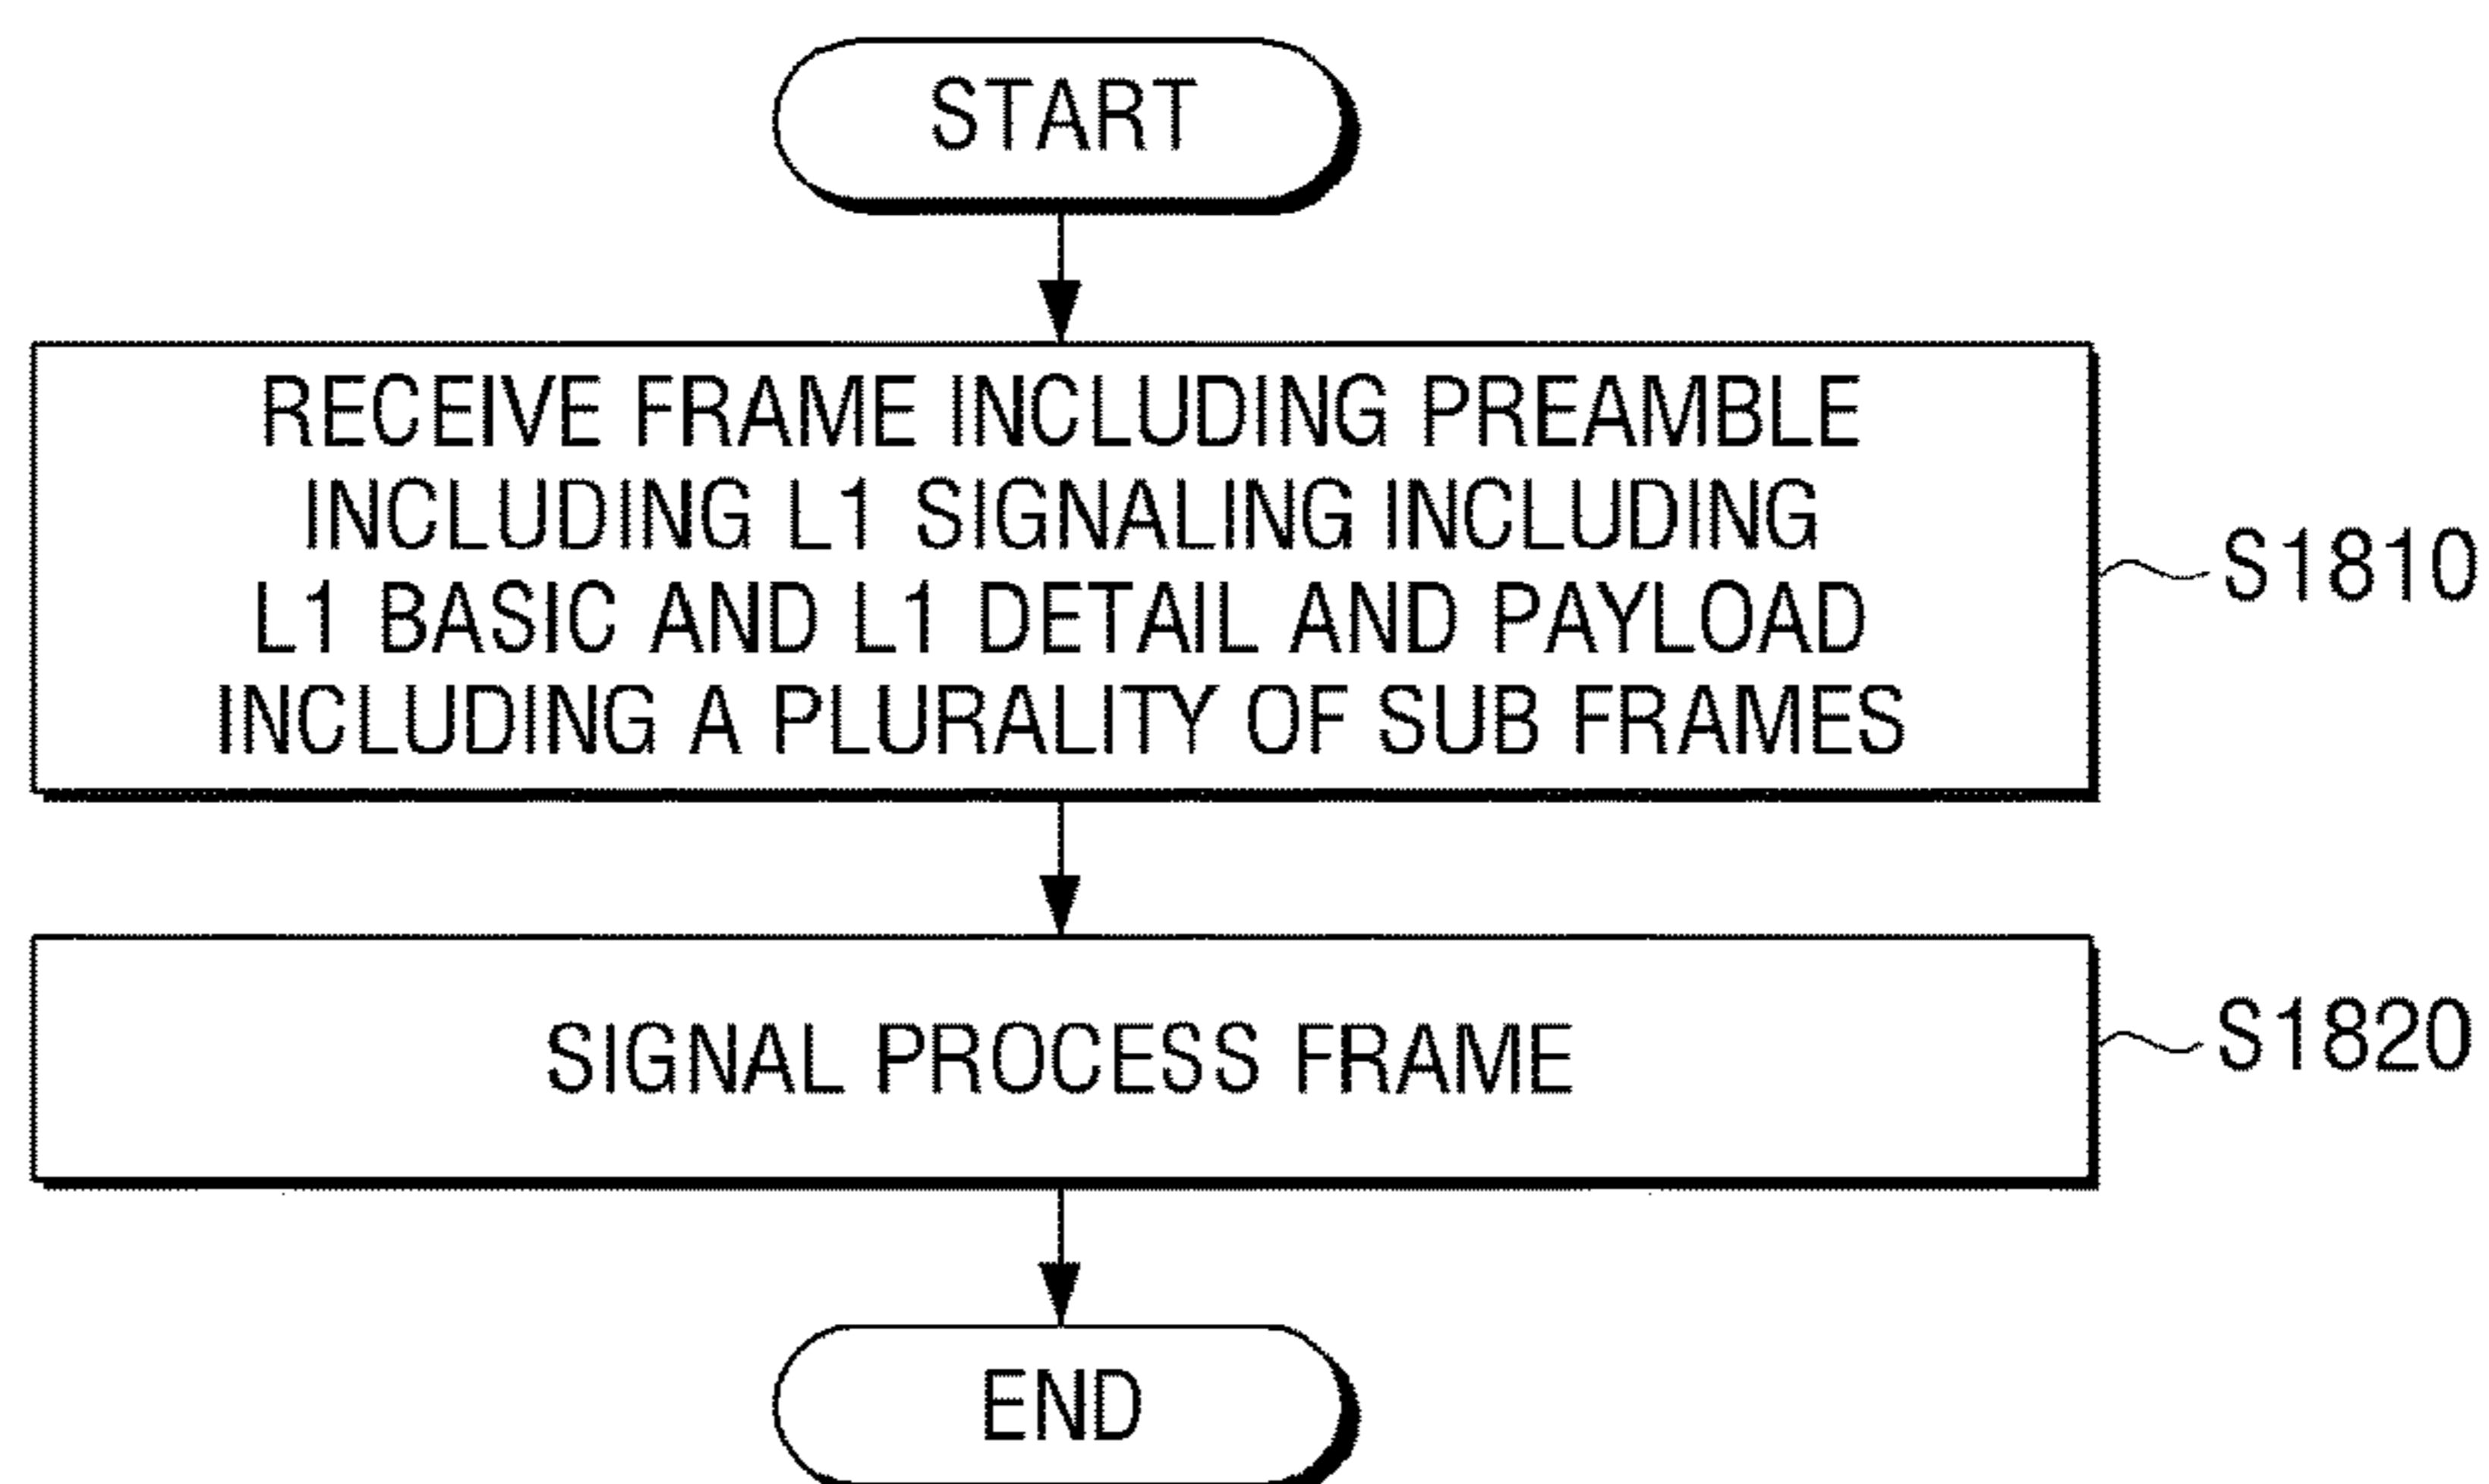 START
RECEIVE FRAME INCLUDING PREAMBLE
INCLUDING L1 SIGNALING INCLUDING
L1 BASIC AND L1 DETAIL AND PAYLOAD
INCLUDING A PLURALITY OF SUB FRAMES
S1810
SIGNAL PROCESS FRAME
S1820
END